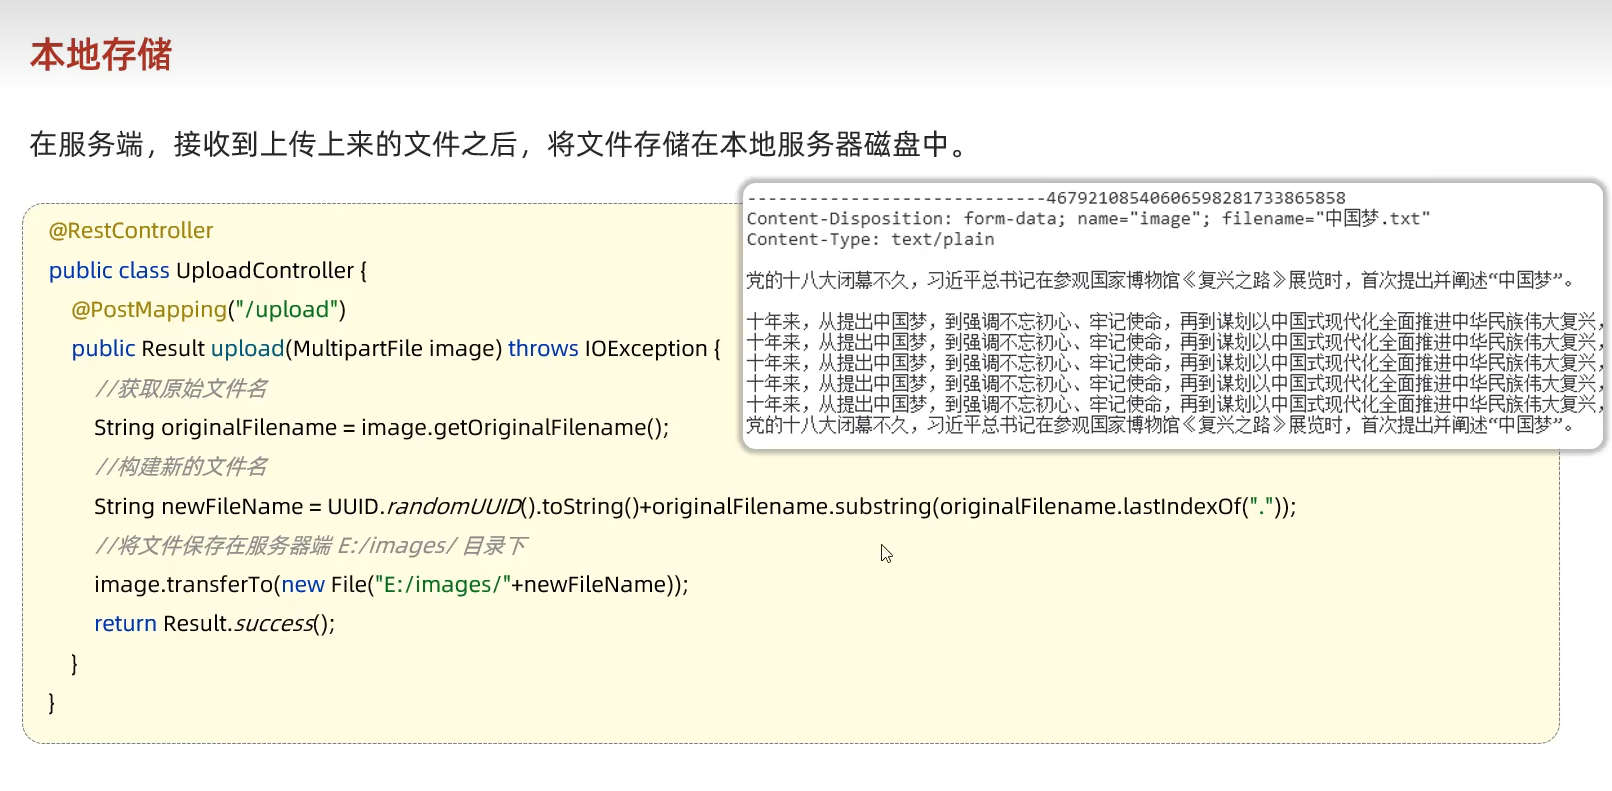 本地存储
在服务端，接收到上传上来的文件之后，将文件存储在本地服务器磁盘中。
-----------------------------46792108540606598281733865858
Content-Disposition: form-data; name="image"; filename="中国梦.txt"
Content-Type: text/plain
党的十八大闭幕不久，习近平总书记在参观国家博物馆《复兴之路》展览时，首次提出并阐述“中国梦”。
十年来，从提出中国梦，到强调不忘初心、牢记使命，再到谋划以中国式现代化全面推进中华民族伟大复兴，
十年来，从提出中国梦，到强调不忘初心、牢记使命，再到谋划以中国式现代化全面推进中华民族伟大复兴，
十年来，从提出中国梦，到强调不忘初心、牢记使命，再到谋划以中国式现代化全面推进中华民族伟大复兴，
十年来，从提出中国梦，到强调不忘初心、牢记使命，再到谋划以中国式现代化全面推进中华民族伟大复兴，
十年来，从提出中国梦，到强调不忘初心、牢记使命，再到谋划以中国式现代化全面推进中华民族伟大复兴，
党的十八大闭幕不久，习近平总书记在参观国家博物馆《复兴之路》展览时，首次提出并阐述“中国梦”。
@RestController
public class UploadController {
@PostMapping("/upload")
public Result upload(MultipartFile image) throws IOException {
//获取原始文件名
String originalFilename = image.getOriginalFilename();
//构建新的文件名
String newFileName = UUID.randomUUID().toString()+originalFilename.substring(originalFilename.lastIndexOf("."));
//将文件保存在服务器端 E:/images/ 目录下
image.transferTo(new File("E:/images/"+newFileName));
return Result.success();
}
}